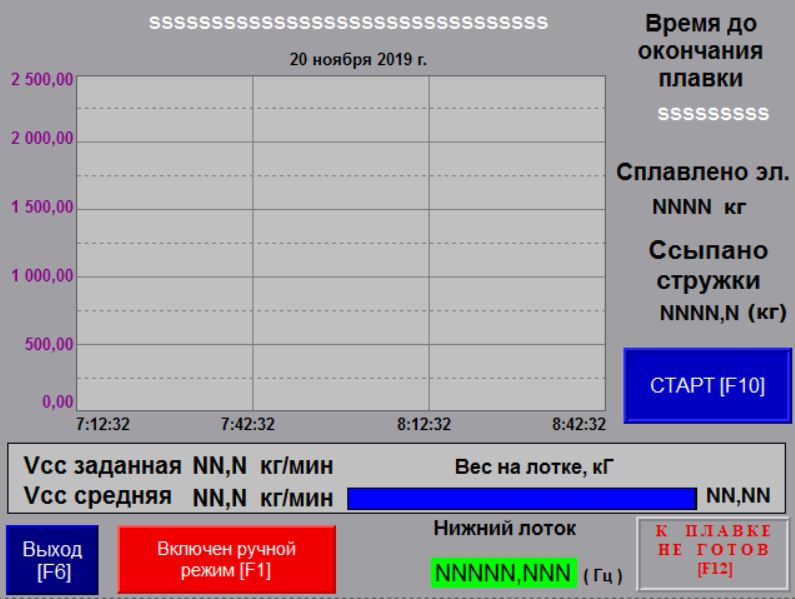 SSSSSSSSSSSSSSSSSSSSSSSSSSSSSSSS
20 ноября 2019 г.
2 500,00
2 000,00
1 500,00
1 000,00
500,00
0,00
7:12:32 7:42:32 8:12:32 8:42:32
Время до
окончания
плавки
SSSSSSSSS
Сплавлено эл.
NNNN кг
Ссыпано
стружки
NNNN,N (кг)
СТАРТ [F10]
Vсс заданная NN,N кг/мин
Vсс средняя NN,N кг/мин
Вес на лотке, кГ
NN,NN
Выход
[F6]
Включен ручной
режим [F1]
Нижний лоток
NNNNN,NNN (Гц)
К ПЛАВКЕ
НЕ ГОТОВ
[F12]